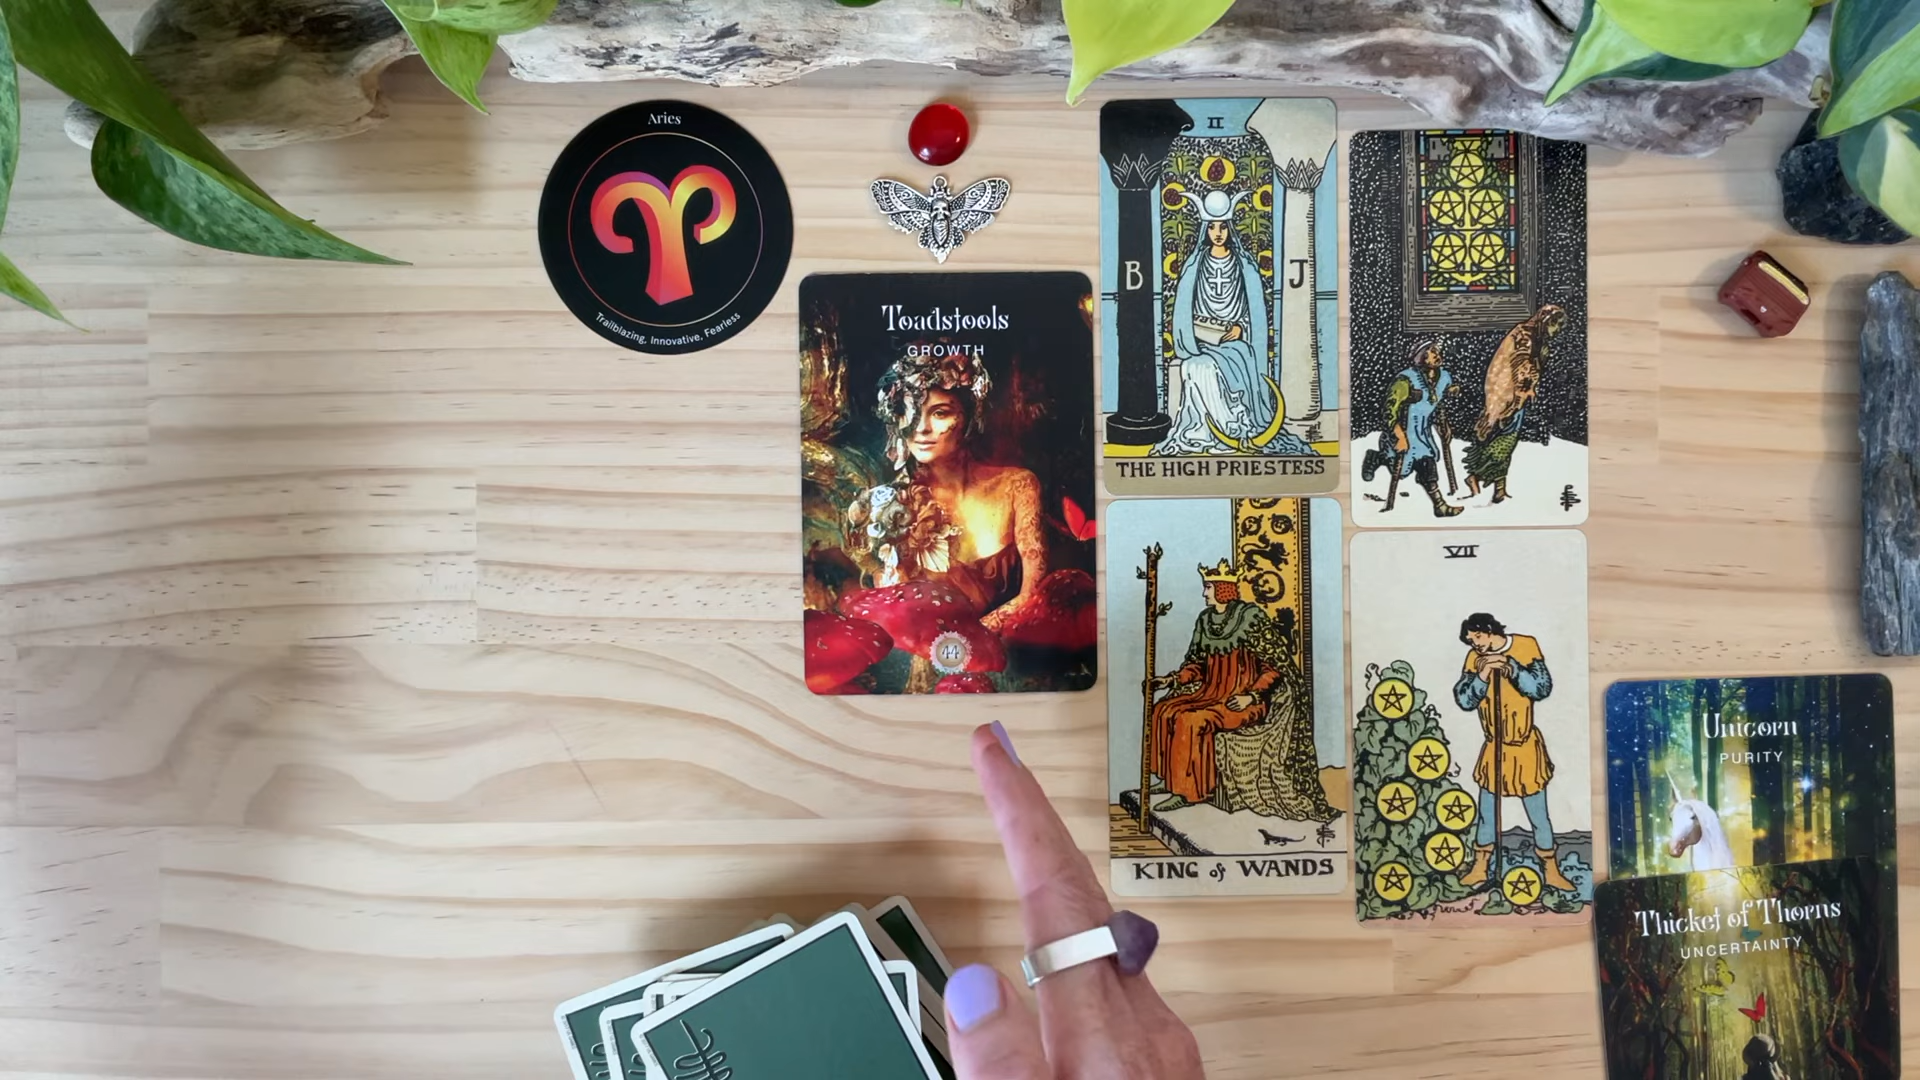 Aries
Trailblazing, Innovative, Fearless
Toadstools
GROWTH
44
II
B
J
THE HIGH PRIESTESS
KING of WANDS
VII
Unicorn
PURITY
Thicket of Thorns
UNCERTAINTY